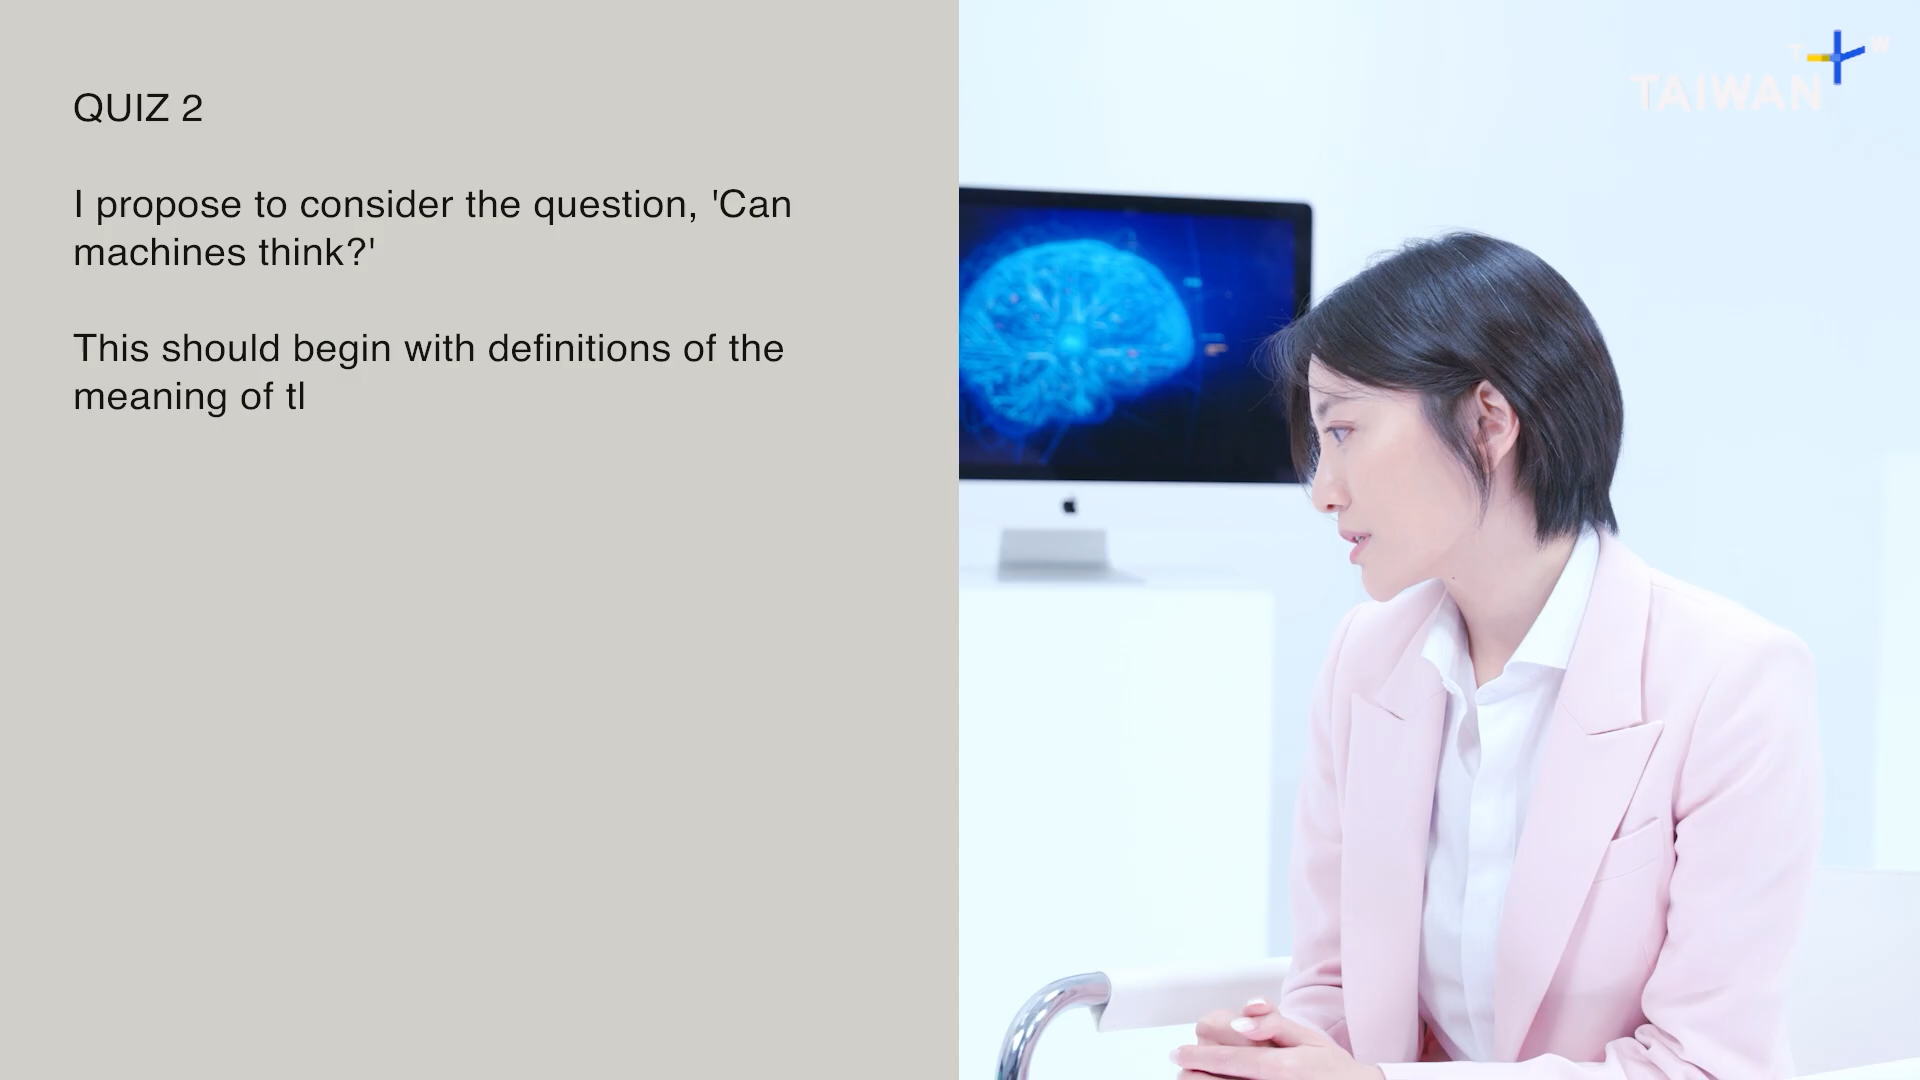 QUIZ 2
I propose to consider the question, 'Can
machines think?'
This should begin with definitions of the
meaning of tl
T W
TAIWAN